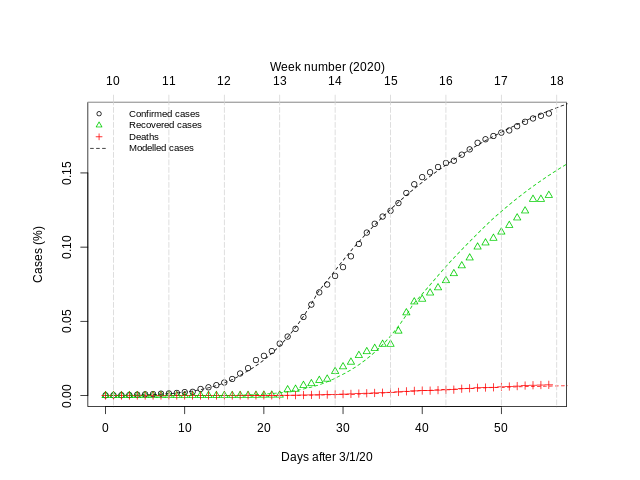 Week number (2020)
10 11 12 13 14 15 16 17 18
Confirmed cases
Recovered cases
Deaths
Modelled cases
0.15
0.10
0.05
0.00
Cases (%)
0 10 20 30 40 50
Days after 3/1/20